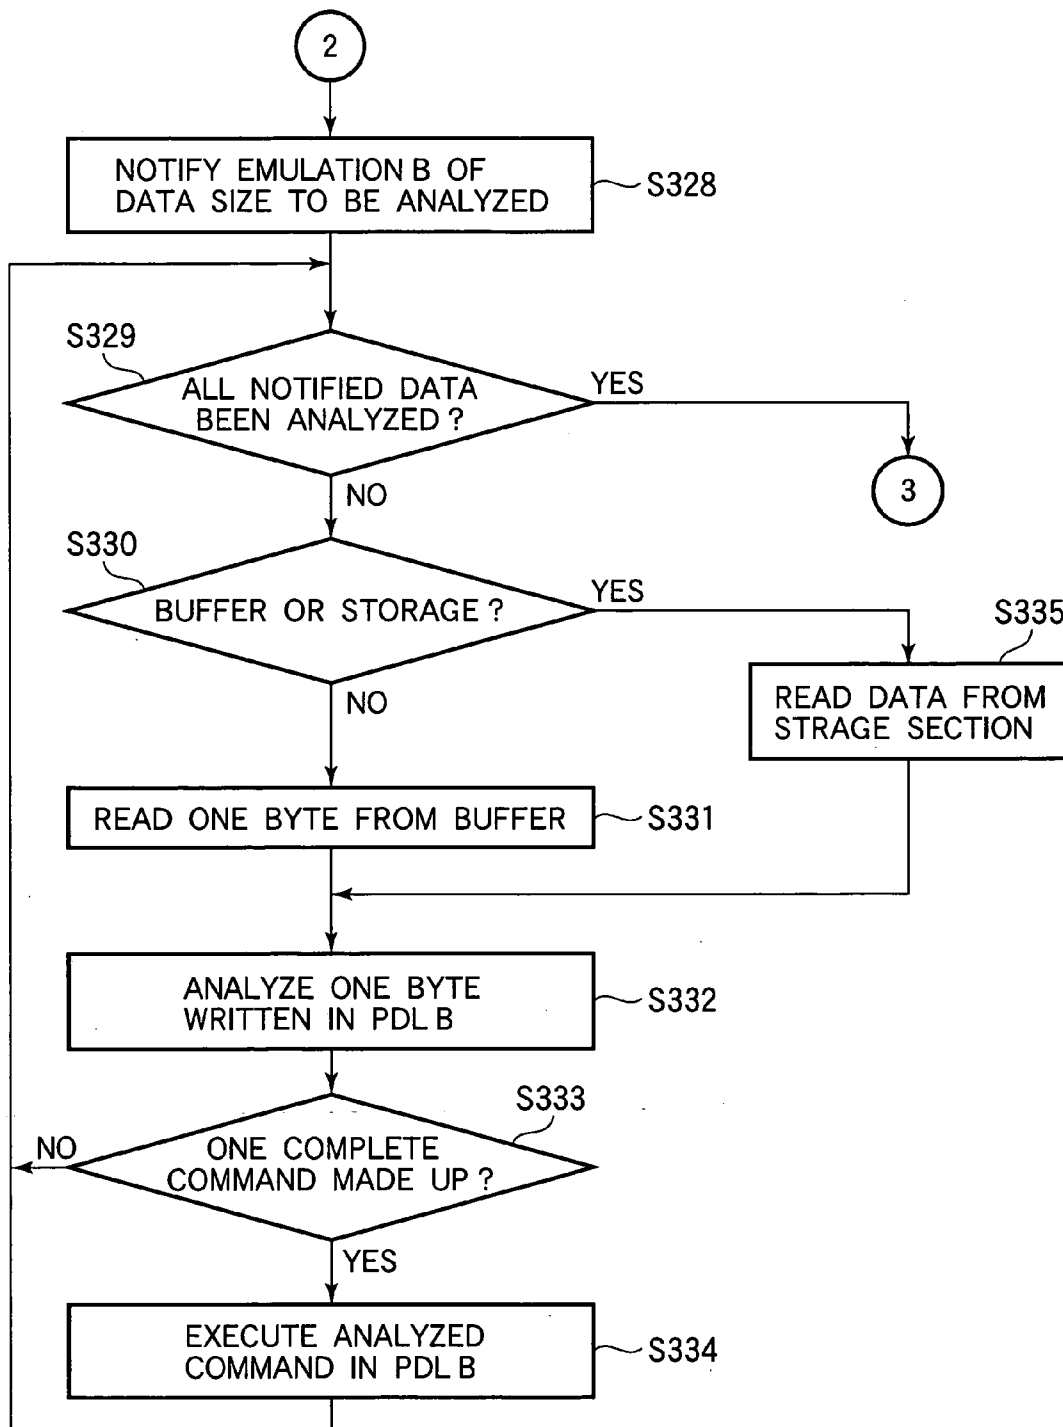 2
NOTIFY EMULATION B OF
DATA SIZE TO BE ANALYZED
S328
S329
ALL NOTIFIED DATA
BEEN ANALYZED?
YES
3
NO
S330
BUFFER OR STORAGE?
YES
S335
READ DATA FROM
STRAGE SECTION
NO
READ ONE BYTE FROM BUFFER
S331
ANALYZE ONE BYTE
WRITTEN IN PDL B
S332
S333
NO
ONE COMPLETE
COMMAND MADE UP?
YES
EXECUTE ANALYZED
COMMAND IN PDL B
S334